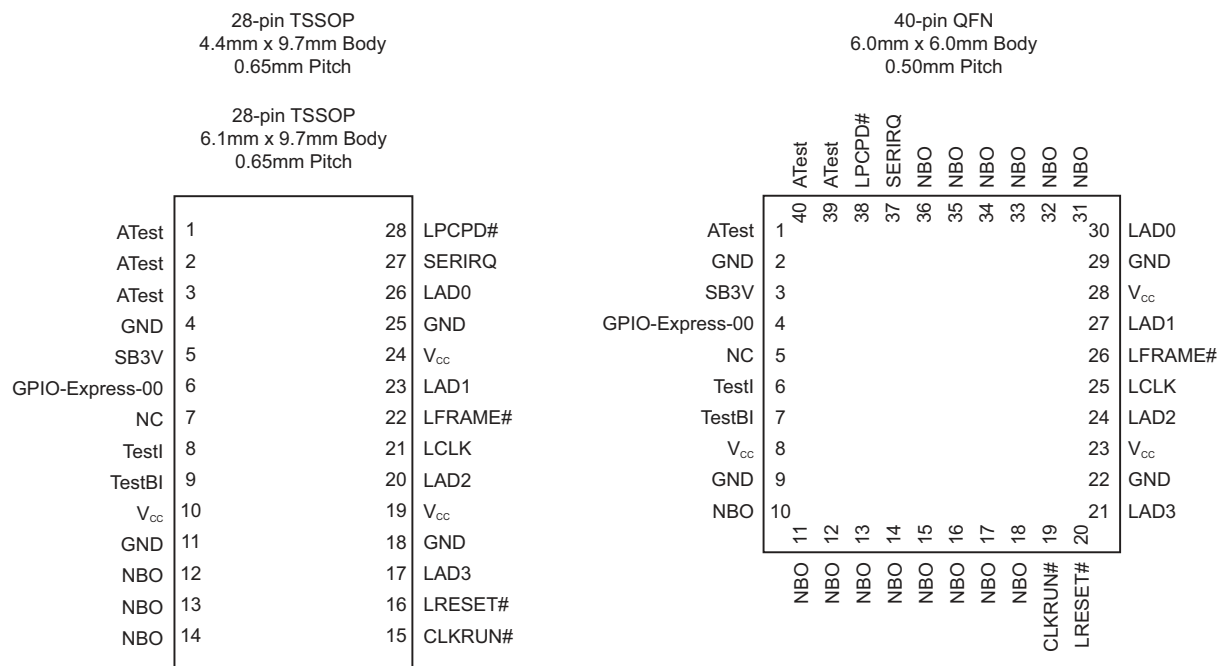 28-pin TSSOP
4.4mm x 9.7mm Body
0.65mm Pitch
28-pin TSSOP
6.1mm x 9.7mm Body
0.65mm Pitch
ATest 1 28 LPCPD#
ATest 2 27 SERIRQ
ATest 3 26 LAD0
GND 4 25 GND
SB3V 5 24 Vcc
GPIO-Express-00 6 23 LAD1
NC 7 22 LFRAME#
TestI 8 21 LCLK
TestBI 9 20 LAD2
Vcc 10 19 Vcc
GND 11 18 GND
NBO 12 17 LAD3
NBO 13 16 LRESET#
NBO 14 15 CLKRUN#
40-pin QFN
6.0mm x 6.0mm Body
0.50mm Pitch
ATest ATest LPCPD# SERIRQ NBO NBO NBO NBO NBO NBO
40 39 38 37 36 35 34 33 32 31
ATest 1 30 LAD0
GND 2 29 GND
SB3V 3 28 Vcc
GPIO-Express-00 4 27 LAD1
NC 5 26 LFRAME#
TestI 6 25 LCLK
TestBI 7 24 LAD2
Vcc 8 23 Vcc
GND 9 22 GND
NBO 10 21 LAD3
11 12 13 14 15 16 17 18 19 20
NBO NBO NBO NBO NBO NBO NBO NBO CLKRUN# LRESET#